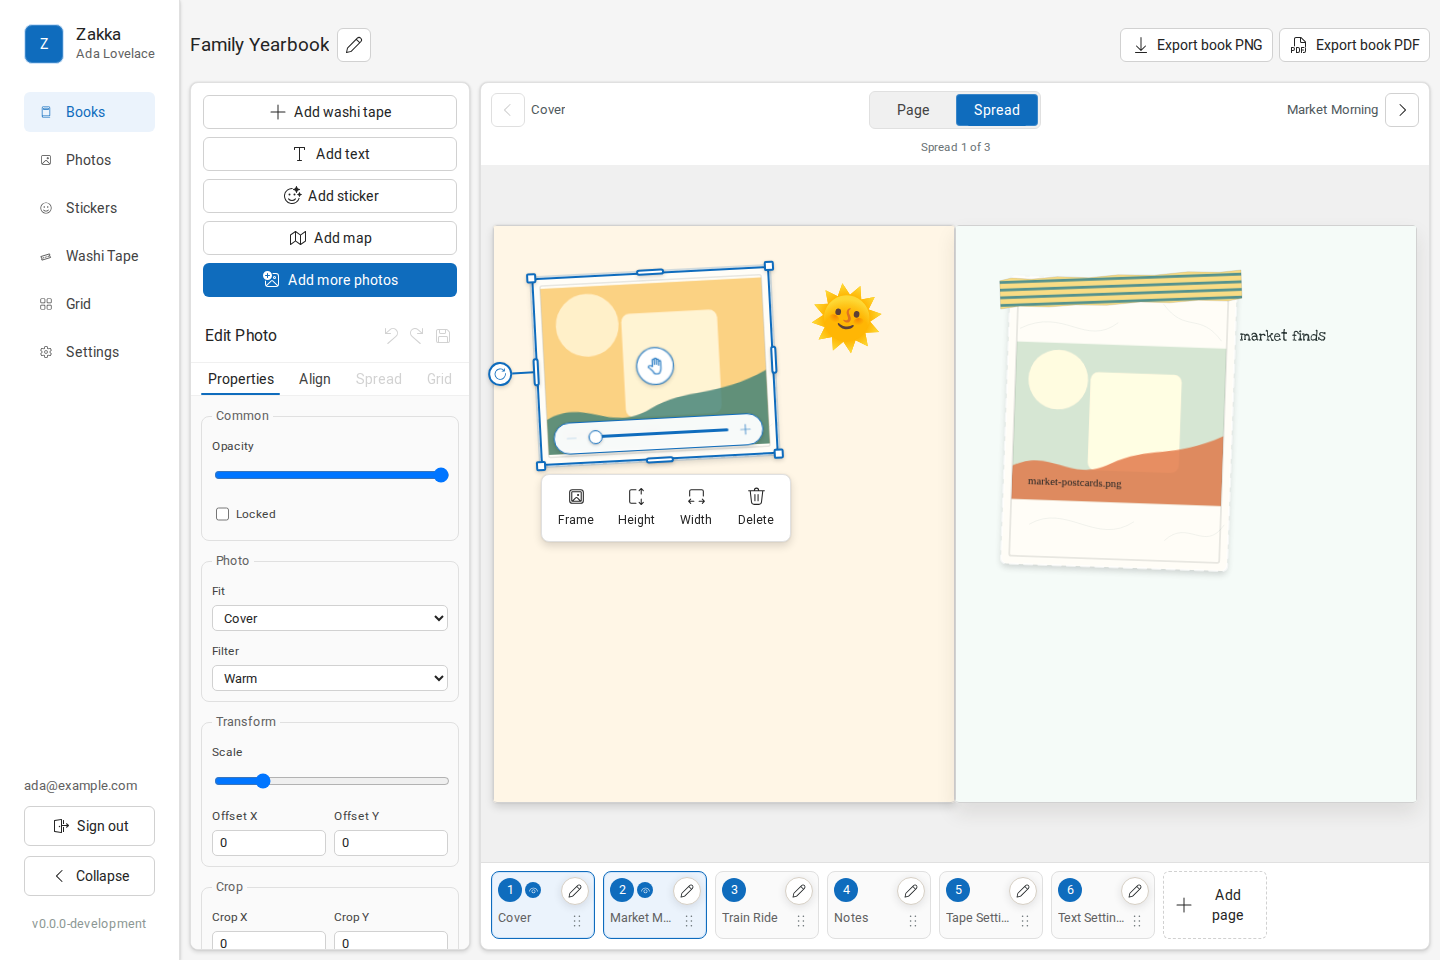 Z
Zakka
Ada Lovelace
Books
Photos
Stickers
Washi Tape
Grid
Settings
ada@example.com
Sign out
Collapse
v0.0.0-development
Family Yearbook
Export book PNG
PDF
Export book PDF
Add washi tape
Add text
Add sticker
Add map
Add more photos
Edit Photo
Properties
Align
Spread
Grid
Common
Opacity
Locked
Photo
Fit
Cover
Filter
Warm
Transform
Scale
Offset X
Offset Y
0
0
Crop
Crop X
Crop Y
0
0
Cover
Page
Spread
Market Morning
Spread 1 of 3
Frame
Height
Width
Delete
market finds
market-postcards.png
1
Cover
2
Market M...
3
Train Ride
4
Notes
5
Tape Setti...
6
Text Settin...
Add
page